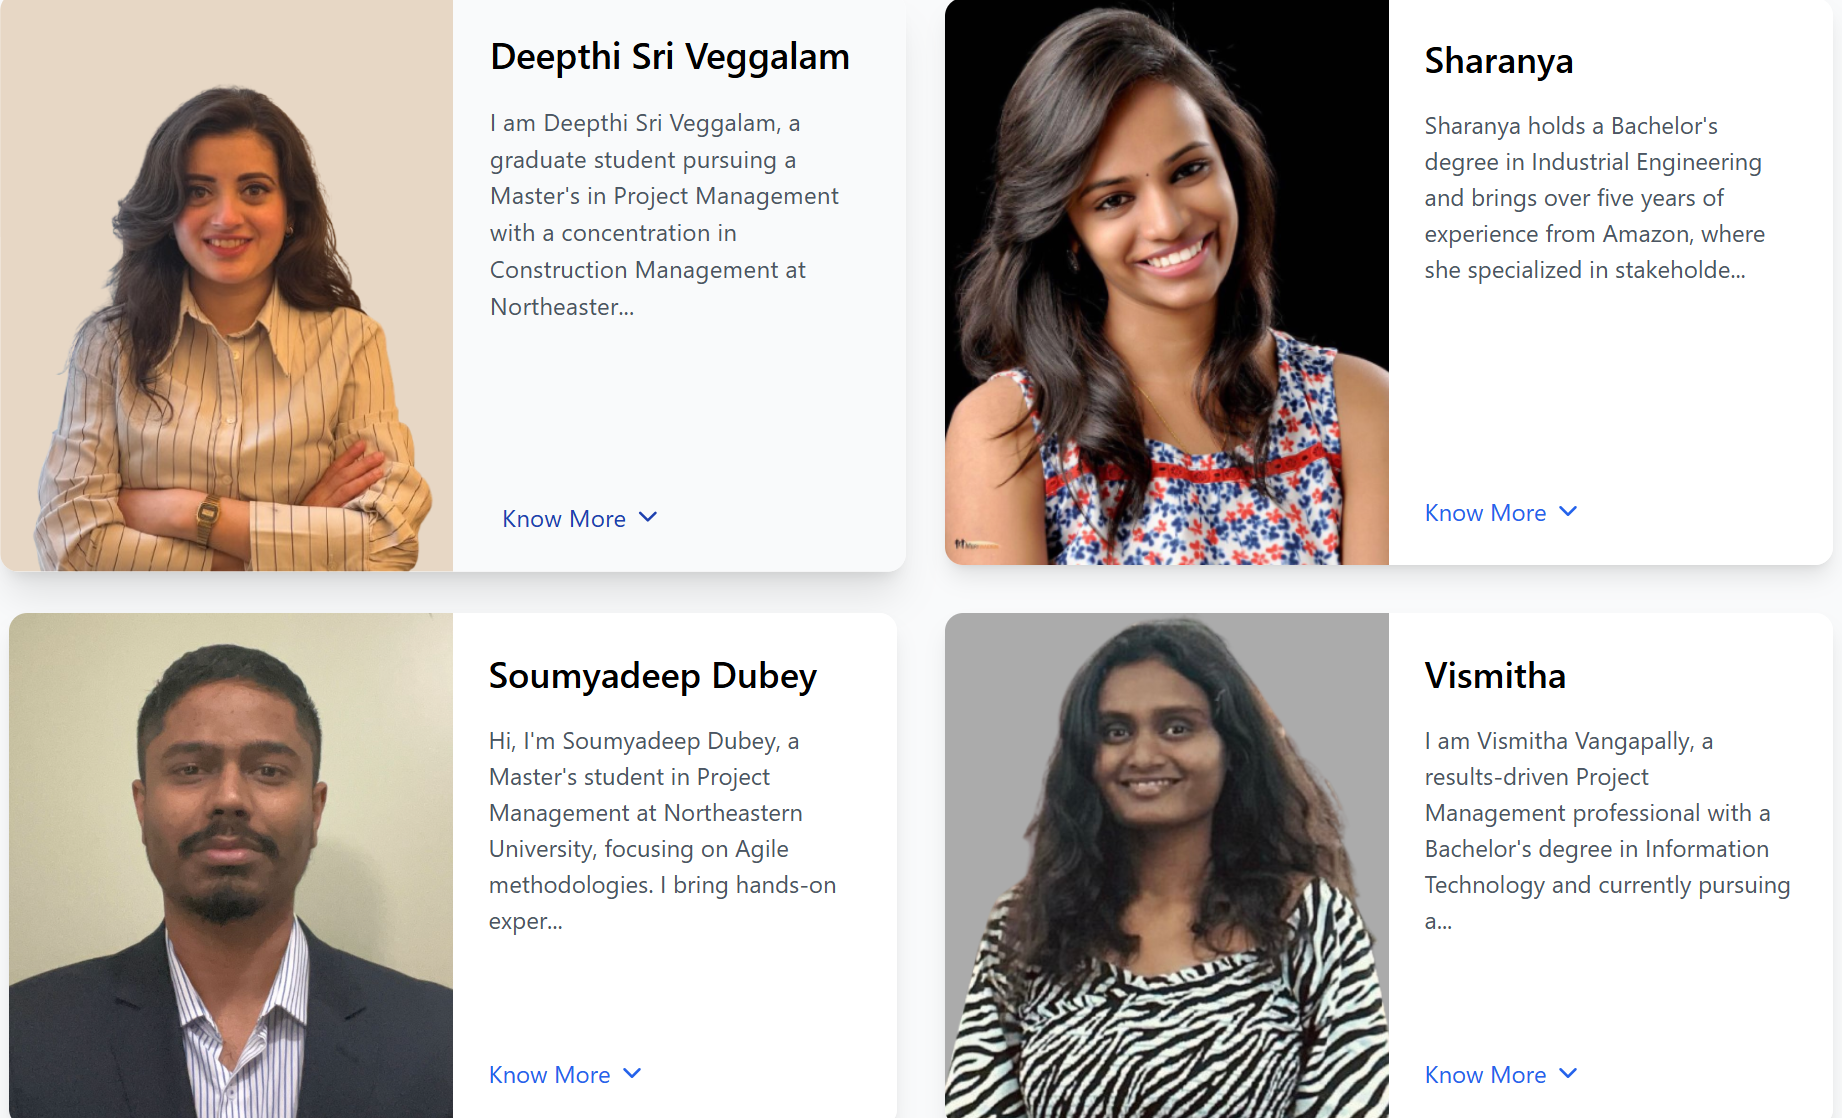 Deepthi Sri Veggalam
I am Deepthi Sri Veggalam, a
graduate student pursuing a
Master's in Project Management
with a concentration in
Construction Management at
Northeaster...
Know More
Sharanya
Sharanya holds a Bachelor's
degree in Industrial Engineering
and brings over five years of
experience from Amazon, where
she specialized in stakeholde...
Know More
Soumyadeep Dubey
Hi, I'm Soumyadeep Dubey, a
Master's student in Project
Management at Northeastern
University, focusing on Agile
methodologies. I bring hands-on
exper...
Know More
Vismitha
I am Vismitha Vangapally, a
results-driven Project
Management professional with a
Bachelor's degree in Information
Technology and currently pursuing
a...
Know More